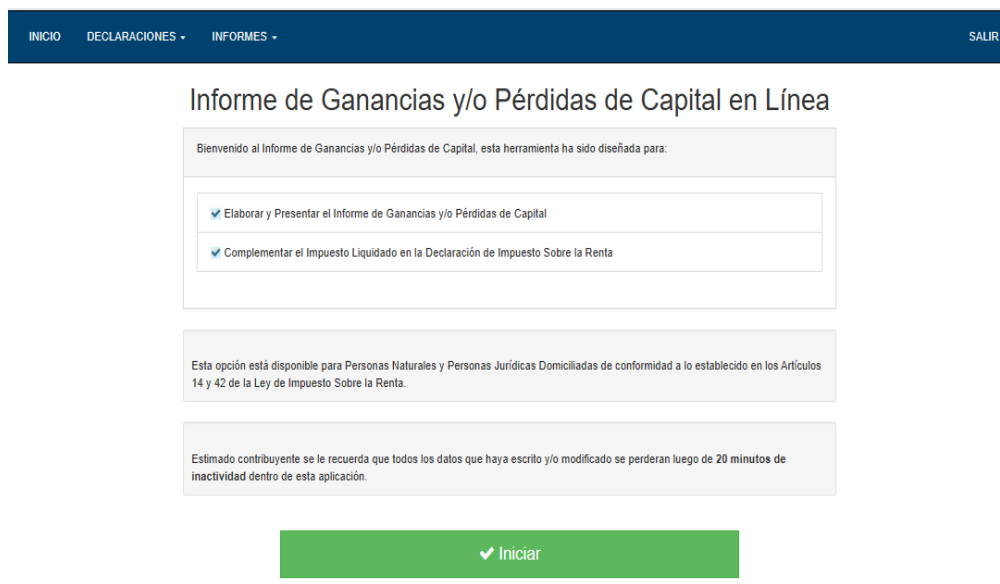 INICIO DECLARACIONES INFORMES SALIR
Informe de Ganancias y/o Pérdidas de Capital en Línea
Bienvenido al Informe de Ganancias y/o Pérdidas de Capital, esta herramienta ha sido diseñada para:
Elaborar y Presentar el Informe de Ganancias y/o Pérdidas de Capital
Complementar el Impuesto Liquidado en la Declaración de Impuesto Sobre la Renta
Esta opción está disponible para Personas Naturales y Personas Jurídicas Domiciliadas de conformidad a lo establecido en los Artículos
14 y 42 de la Ley de Impuesto Sobre la Renta.
Estimado contribuyente se le recuerda que todos los datos que haya escrito y/o modificado se perderan luego de 20 minutos de
inactividad dentro de esta aplicación.
Iniciar